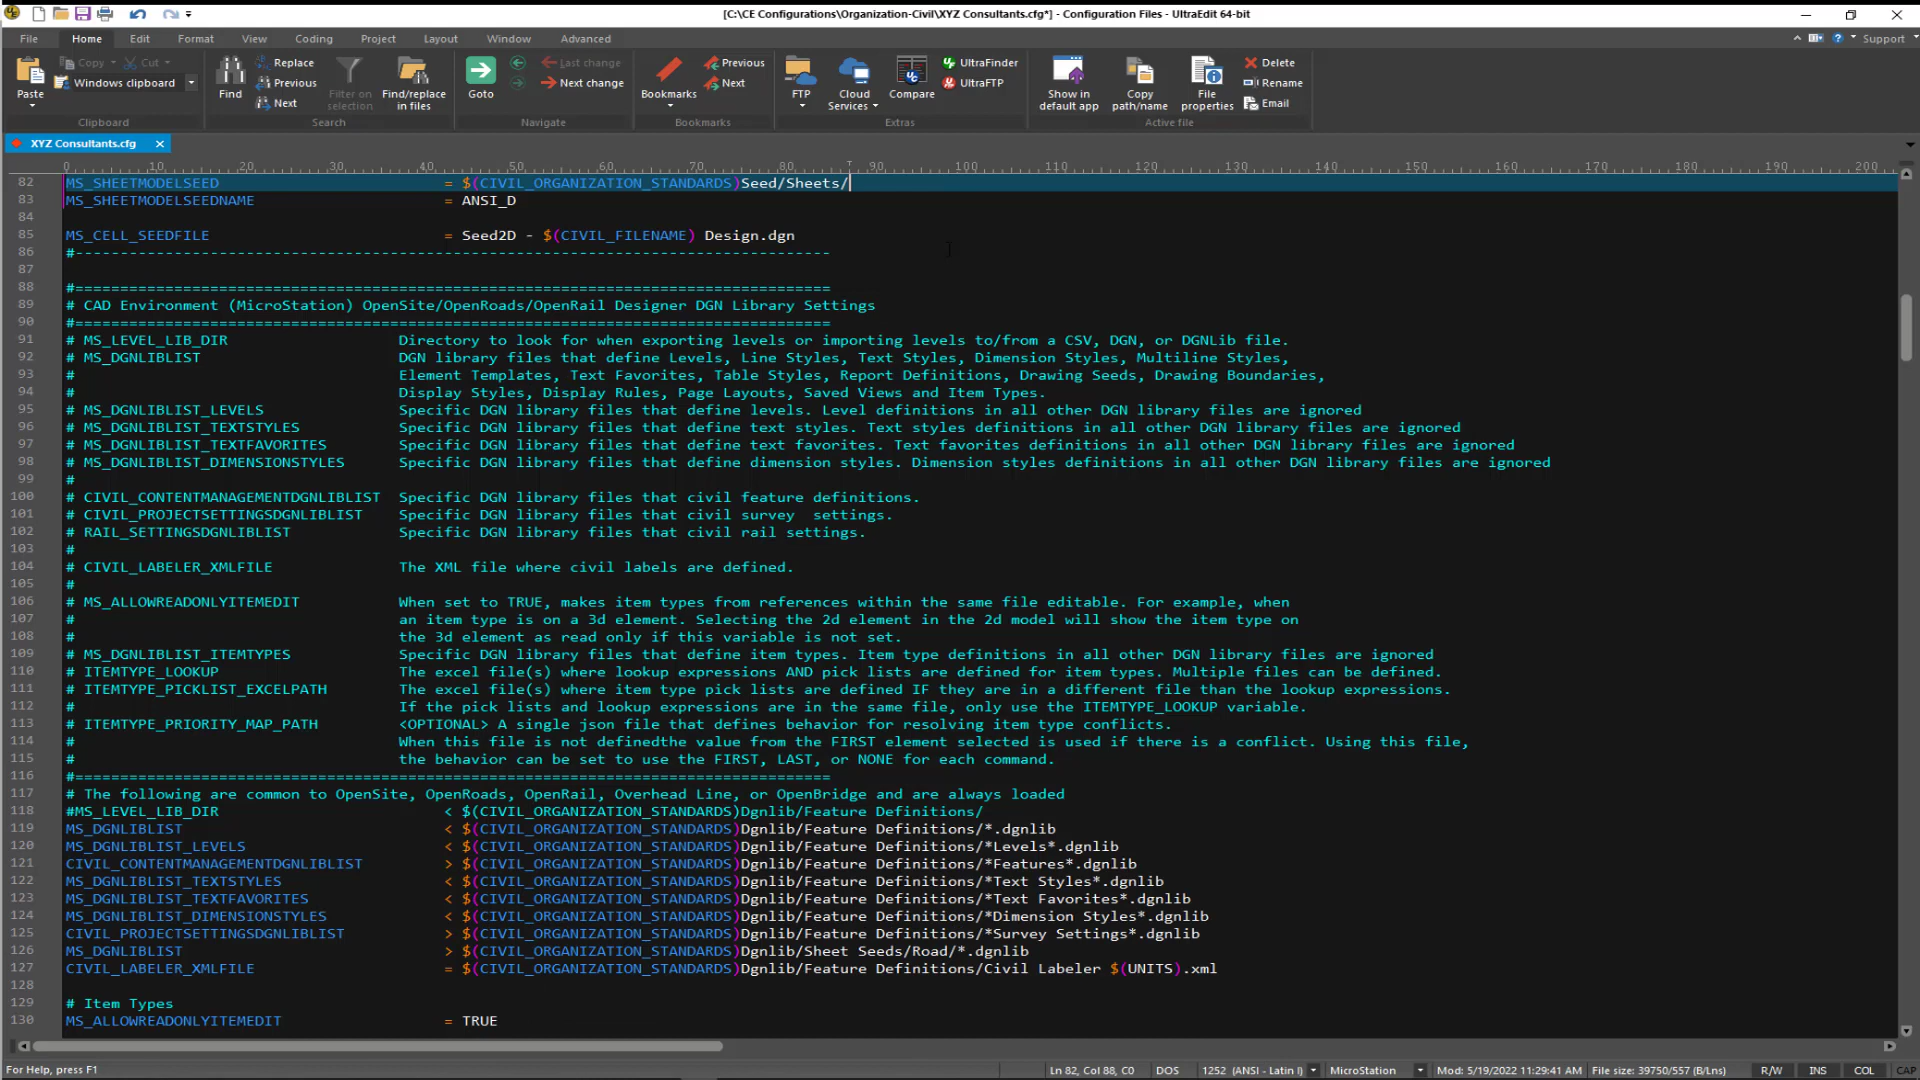 [C:\CE Configurations\Organization-Civil\XYZ Consultants.cfg*] - Configuration Files - UltraEdit 64-bit
File Home Edit Format View Coding Project Layout Window Advanced Support
Paste Copy Cut Windows clipboard Clipboard
Find Replace Previous Next Filter on selection Find/replace in files Search
Goto Last change Next change Navigate
Bookmarks Previous Next Bookmarks
FTP Cloud Services Compare UltraFinder UltraFTP Extras
Show in default app Copy path/name File properties Delete Rename Email Active file
XYZ Consultants.cfg
0 10 20 30 40 50 60 70 80 90 100 110 120 130 140 150 160 170 180 190 200
82 MS_SHEETMODELSEED = $(CIVIL_ORGANIZATION_STANDARDS)Seed/Sheets/
83 MS_SHEETMODELSEEDNAME = ANSI_D
84
85 MS_CELL_SEEDFILE = Seed2D - $(CIVIL_FILENAME) Design.dgn
86 #------------------------------------------------------------------------------------
87
88 #====================================================================================
89 # CAD Environment (MicroStation) OpenSite/OpenRoads/OpenRail Designer DGN Library Settings
90 #====================================================================================
91 # MS_LEVEL_LIB_DIR Directory to look for when exporting levels or importing levels to/from a CSV, DGN, or DGNLib file.
92 # MS_DGNLIBLIST DGN library files that define Levels, Line Styles, Text Styles, Dimension Styles, Multiline Styles,
93 # Element Templates, Text Favorites, Table Styles, Report Definitions, Drawing Seeds, Drawing Boundaries,
94 # Display Styles, Display Rules, Page Layouts, Saved Views and Item Types.
95 # MS_DGNLIBLIST_LEVELS Specific DGN library files that define levels. Level definitions in all other DGN library files are ignored
96 # MS_DGNLIBLIST_TEXTSTYLES Specific DGN library files that define text styles. Text styles definitions in all other DGN library files are ignored
97 # MS_DGNLIBLIST_TEXTFAVORITES Specific DGN library files that define text favorites. Text favorites definitions in all other DGN library files are ignored
98 # MS_DGNLIBLIST_DIMENSIONSTYLES Specific DGN library files that define dimension styles. Dimension styles definitions in all other DGN library files are ignored
99 #
100 # CIVIL_CONTENTMANAGEMENTDGNLIBLIST Specific DGN library files that civil feature definitions.
101 # CIVIL_PROJECTSETTINGSDGNLIBLIST Specific DGN library files that civil survey  settings.
102 # RAIL_SETTINGSDGNLIBLIST Specific DGN library files that civil rail settings.
103 #
104 # CIVIL_LABELER_XMLFILE The XML file where civil labels are defined.
105 #
106 # MS_ALLOWREADONLYITEMEDIT When set to TRUE, makes item types from references within the same file editable. For example, when
107 # an item type is on a 3d element. Selecting the 2d element in the 2d model will show the item type on
108 # the 3d element as read only if this variable is not set.
109 # MS_DGNLIBLIST_ITEMTYPES Specific DGN library files that define item types. Item type definitions in all other DGN library files are ignored
110 # ITEMTYPE_LOOKUP The excel file(s) where lookup expressions AND pick lists are defined for item types. Multiple files can be defined.
111 # ITEMTYPE_PICKLIST_EXCELPATH The excel file(s) where item type pick lists are defined IF they are in a different file than the lookup expressions.
112 # If the pick lists and lookup expressions are in the same file, only use the ITEMTYPE_LOOKUP variable.
113 # ITEMTYPE_PRIORITY_MAP_PATH <OPTIONAL> A single json file that defines behavior for resolving item type conflicts.
114 # When this file is not definedthe value from the FIRST element selected is used if there is a conflict. Using this file,
115 # the behavior can be set to use the FIRST, LAST, or NONE for each command.
116 #====================================================================================
117 # The following are common to OpenSite, OpenRoads, OpenRail, Overhead Line, or OpenBridge and are always loaded
118 #MS_LEVEL_LIB_DIR < $(CIVIL_ORGANIZATION_STANDARDS)Dgnlib/Feature Definitions/
119 MS_DGNLIBLIST < $(CIVIL_ORGANIZATION_STANDARDS)Dgnlib/Feature Definitions/*.dgnlib
120 MS_DGNLIBLIST_LEVELS < $(CIVIL_ORGANIZATION_STANDARDS)Dgnlib/Feature Definitions/*Levels*.dgnlib
121 CIVIL_CONTENTMANAGEMENTDGNLIBLIST > $(CIVIL_ORGANIZATION_STANDARDS)Dgnlib/Feature Definitions/*Features*.dgnlib
122 MS_DGNLIBLIST_TEXTSTYLES < $(CIVIL_ORGANIZATION_STANDARDS)Dgnlib/Feature Definitions/*Text Styles*.dgnlib
123 MS_DGNLIBLIST_TEXTFAVORITES < $(CIVIL_ORGANIZATION_STANDARDS)Dgnlib/Feature Definitions/*Text Favorites*.dgnlib
124 MS_DGNLIBLIST_DIMENSIONSTYLES < $(CIVIL_ORGANIZATION_STANDARDS)Dgnlib/Feature Definitions/*Dimension Styles*.dgnlib
125 CIVIL_PROJECTSETTINGSDGNLIBLIST > $(CIVIL_ORGANIZATION_STANDARDS)Dgnlib/Feature Definitions/*Survey Settings*.dgnlib
126 MS_DGNLIBLIST > $(CIVIL_ORGANIZATION_STANDARDS)Dgnlib/Sheet Seeds/Road/*.dgnlib
127 CIVIL_LABELER_XMLFILE = $(CIVIL_ORGANIZATION_STANDARDS)Dgnlib/Feature Definitions/Civil Labeler $(UNITS).xml
128
129 # Item Types
130 MS_ALLOWREADONLYITEMEDIT = TRUE
For Help, press F1 Ln 82, Col 88, C0 DOS 1252 (ANSI - Latin I) MicroStation Mod: 5/19/2022 11:29:41 AM File size: 39750/557 (B/Lns) R/W INS COL CAP